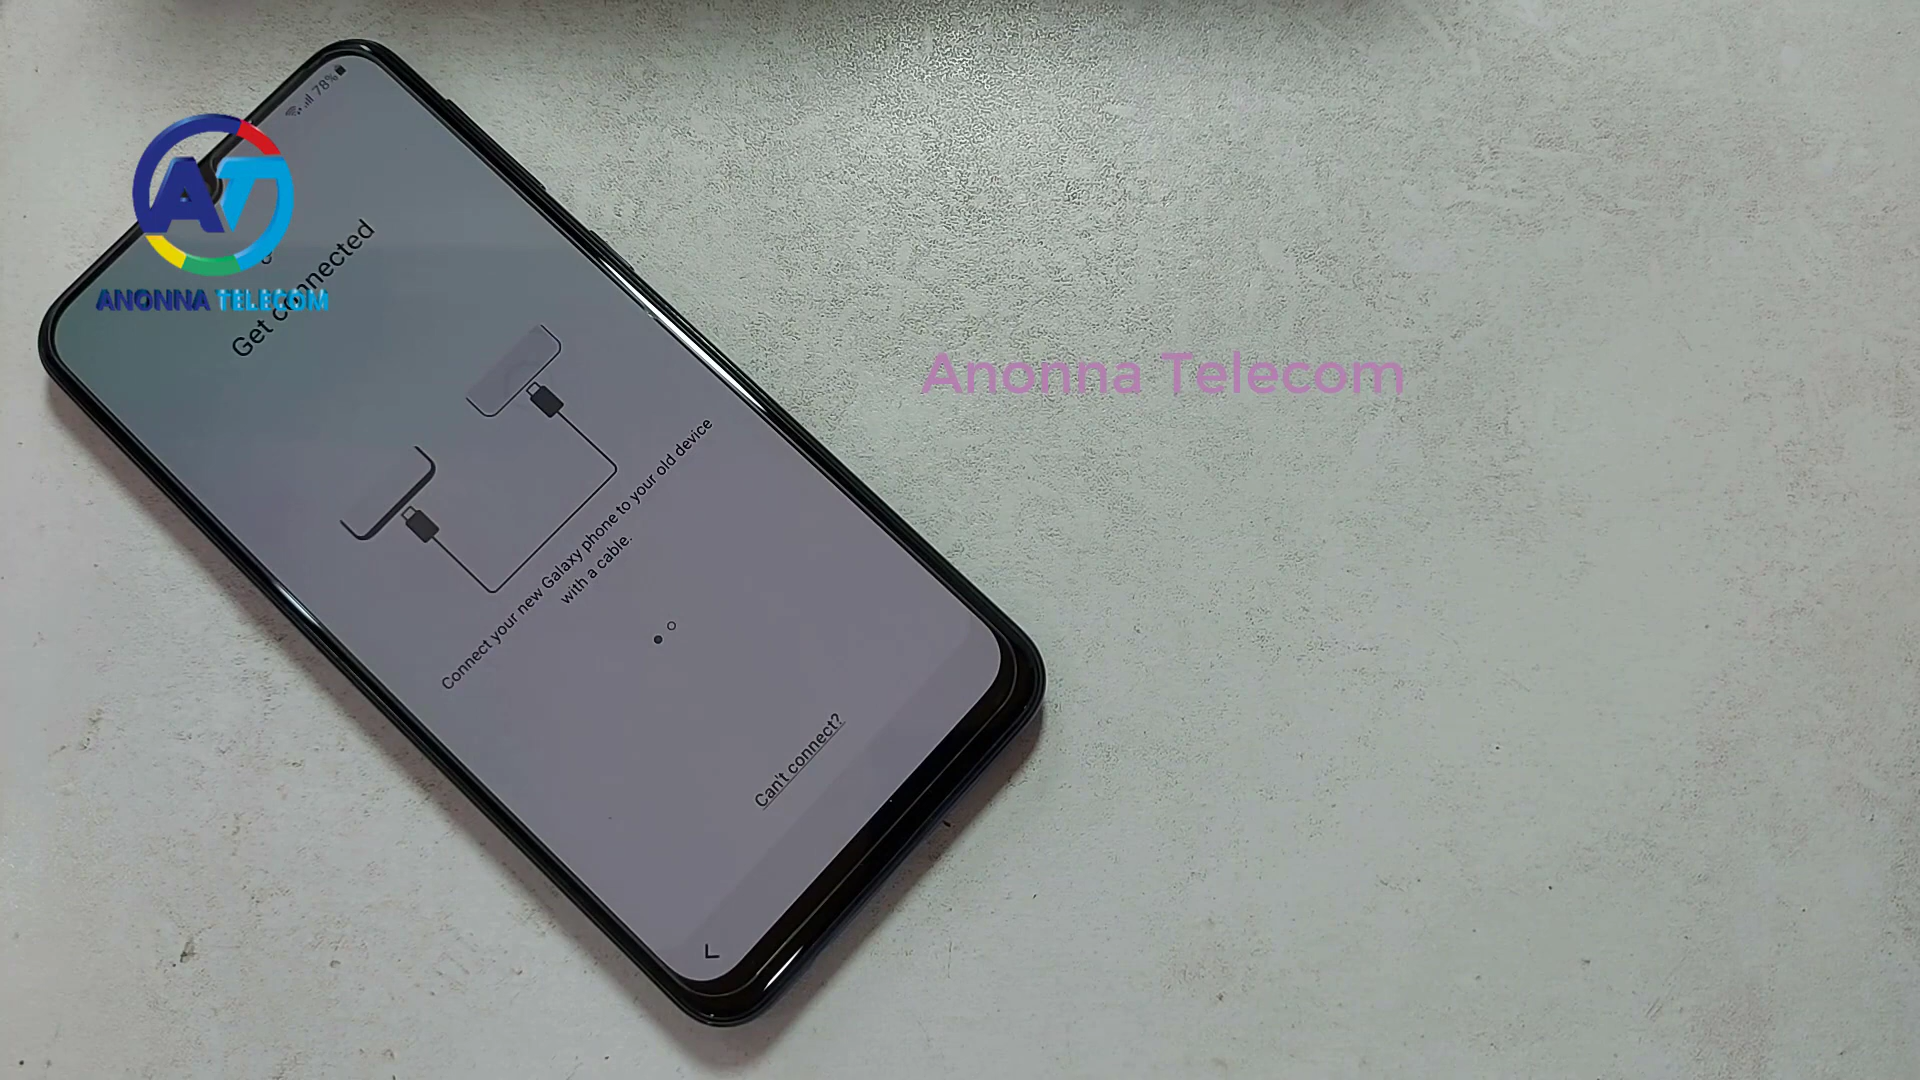 78%
AT
ANONNA TELECOM
Get connected
Anonna Telecom
Connect your new Galaxy phone to your old device
with a cable.
Can't connect?